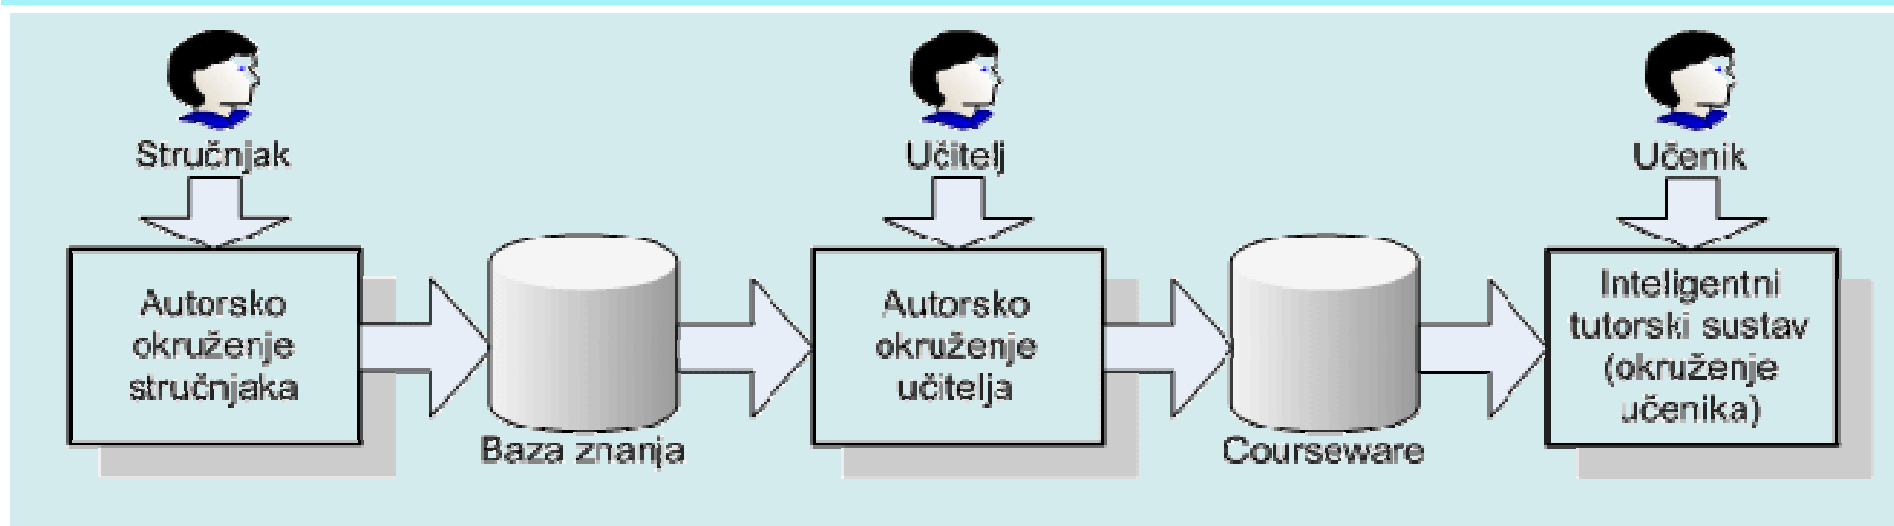 Stručnjak
Učitelj
Učenik
Autorsko
okruženje
stručnjaka
Baza znanja
Autorsko
okruženje
učitelja
Courseware
Inteligentni
tutorski sustav
(okruženje
učenika)